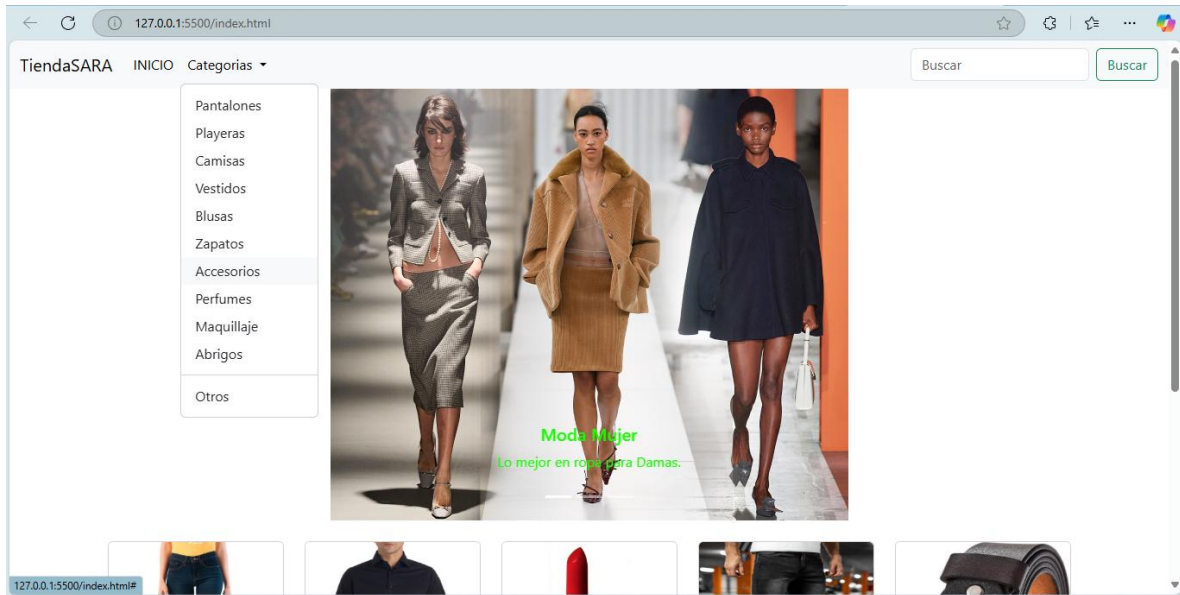 127.0.0.1:5500/index.html
TiendaSARA INICIO Categorias Buscar Buscar
Pantalones
Playeras
Camisas
Vestidos
Blusas
Zapatos
Accesorios
Perfumes
Maquillaje
Abrigos
Otros
Moda Mujer
Lo mejor en ropa para Damas.
127.0.0.1:5500/index.html#